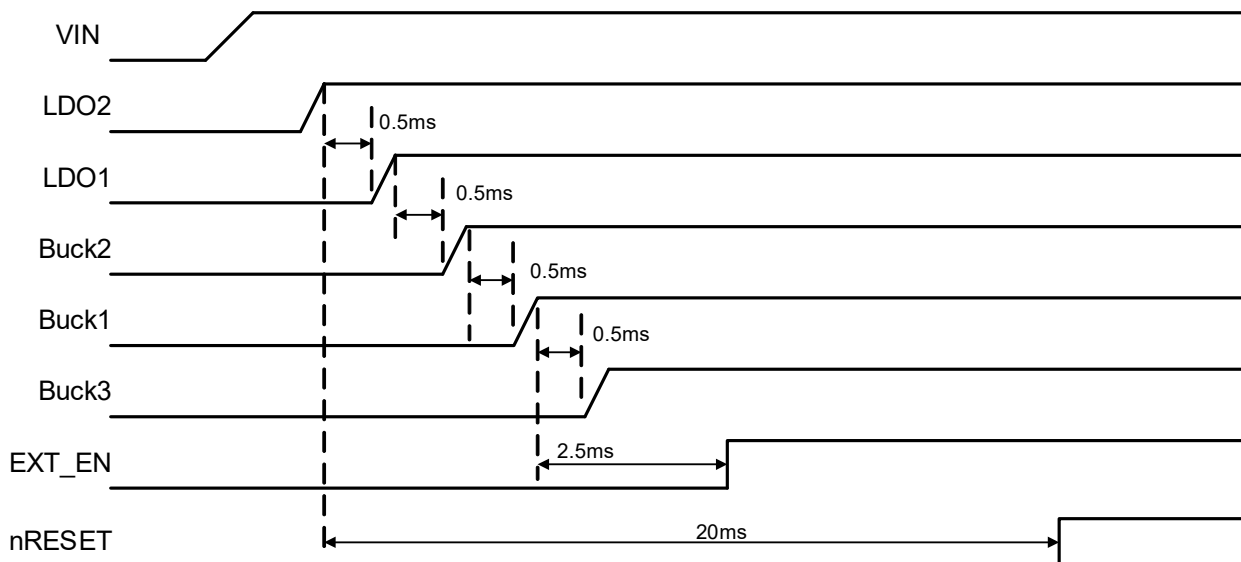 VIN
LDO2
0.5ms
LDO1
0.5ms
Buck2
0.5ms
Buck1
0.5ms
Buck3
2.5ms
EXT_EN
20ms
nRESET